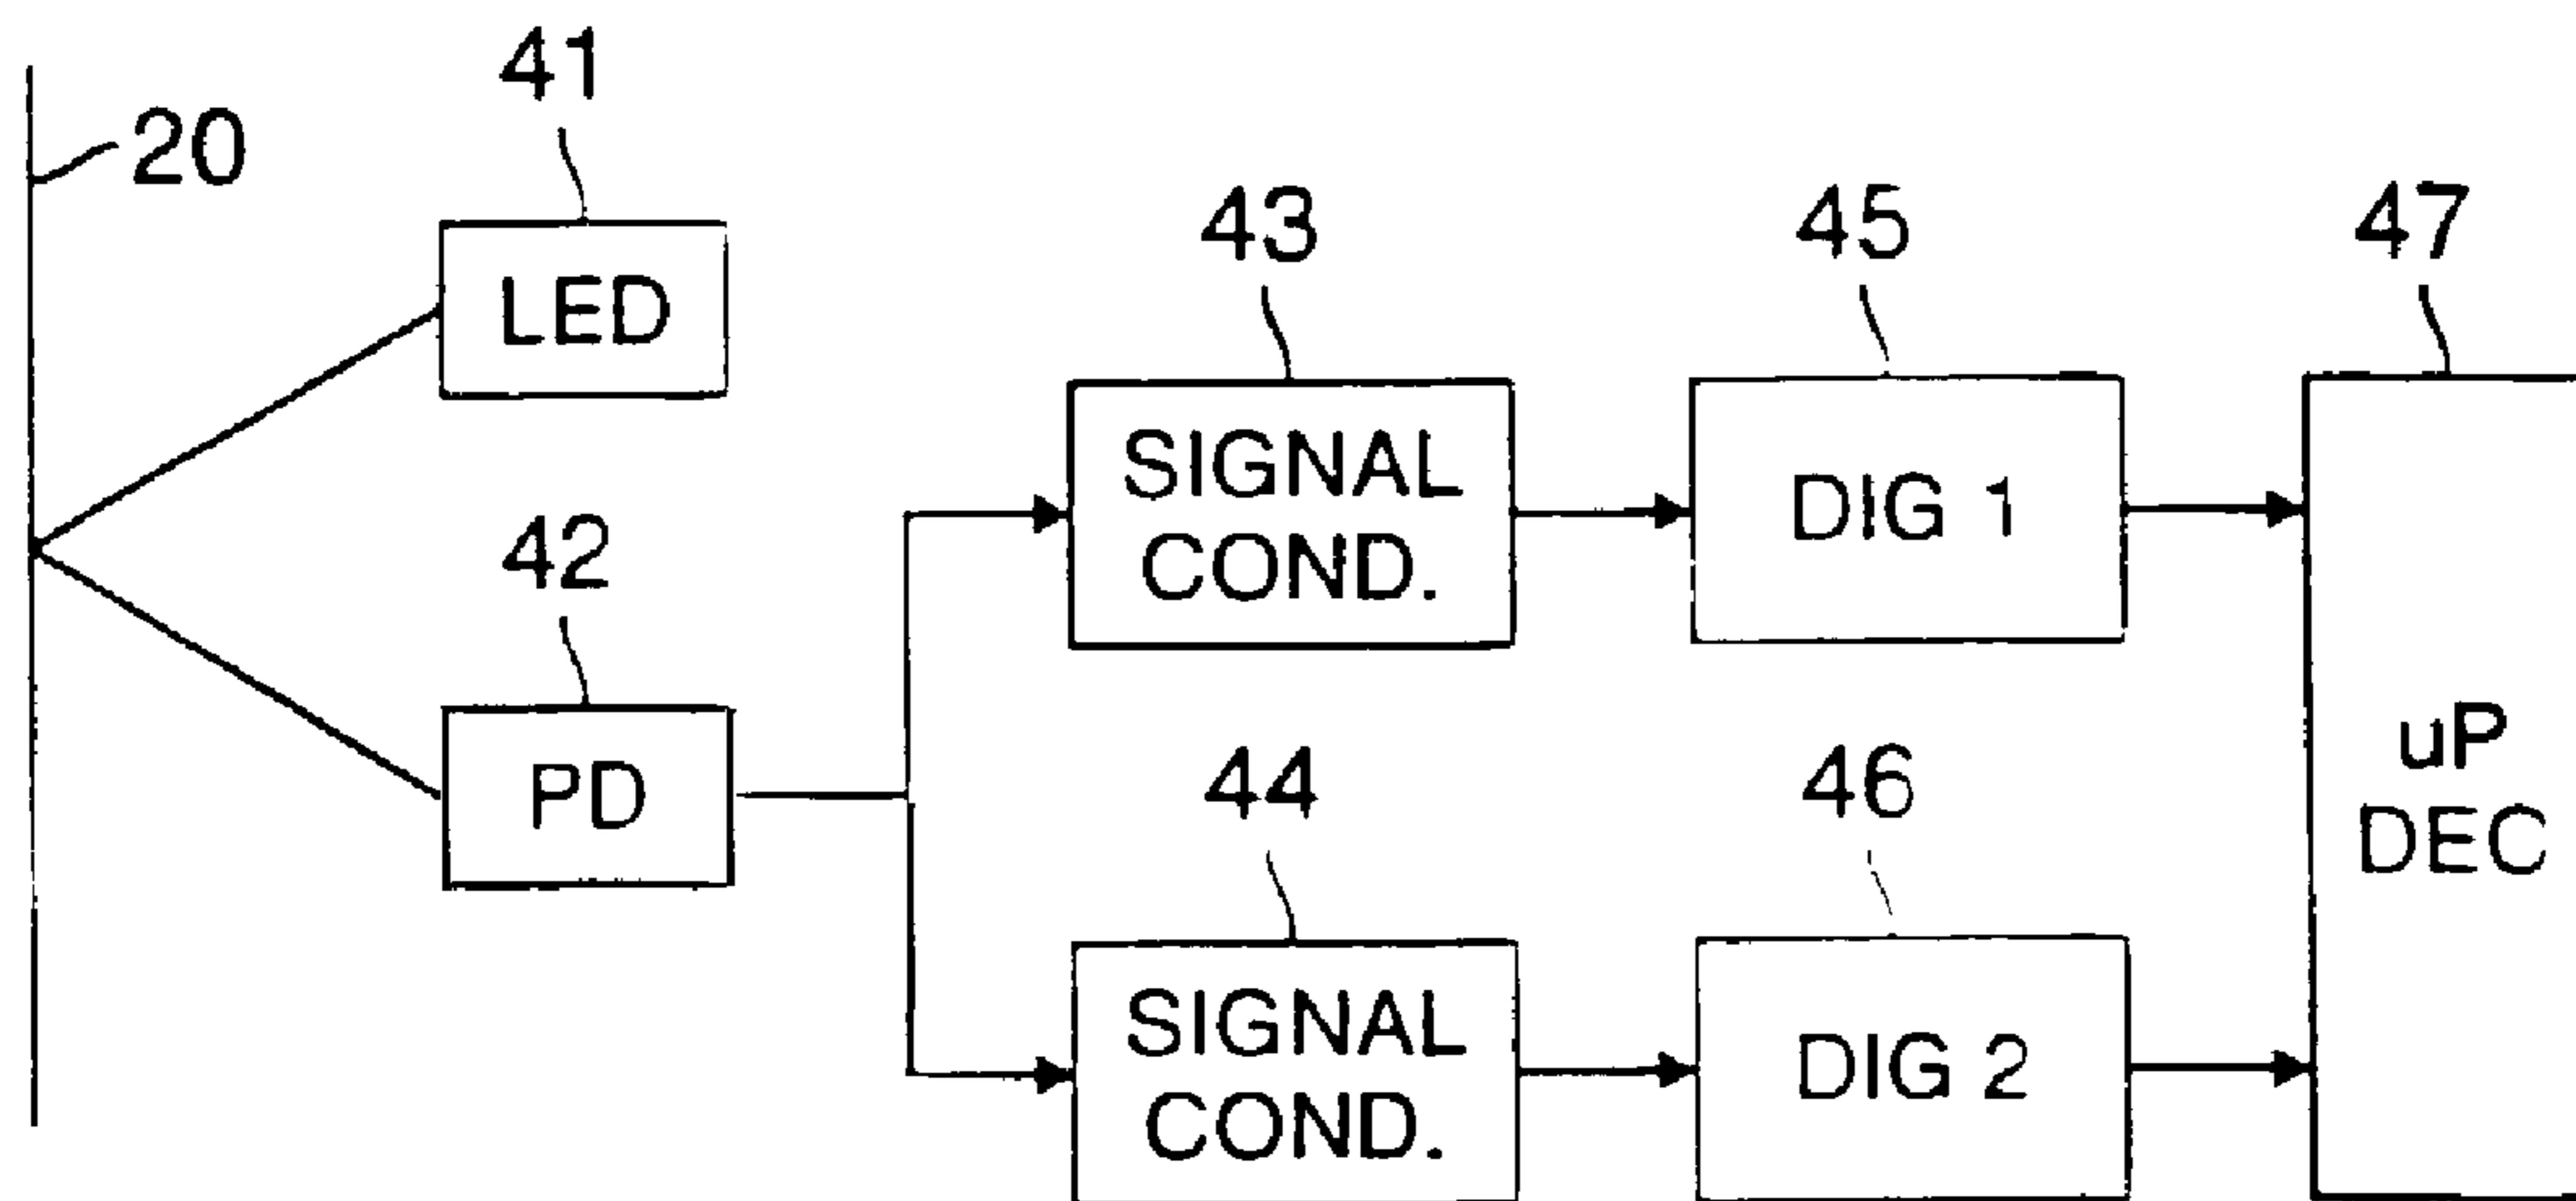 41
20
LED
43
45
47
SIGNAL
COND.
DIG 1
42
PD
uP
DEC
44
46
SIGNAL
COND.
DIG 2